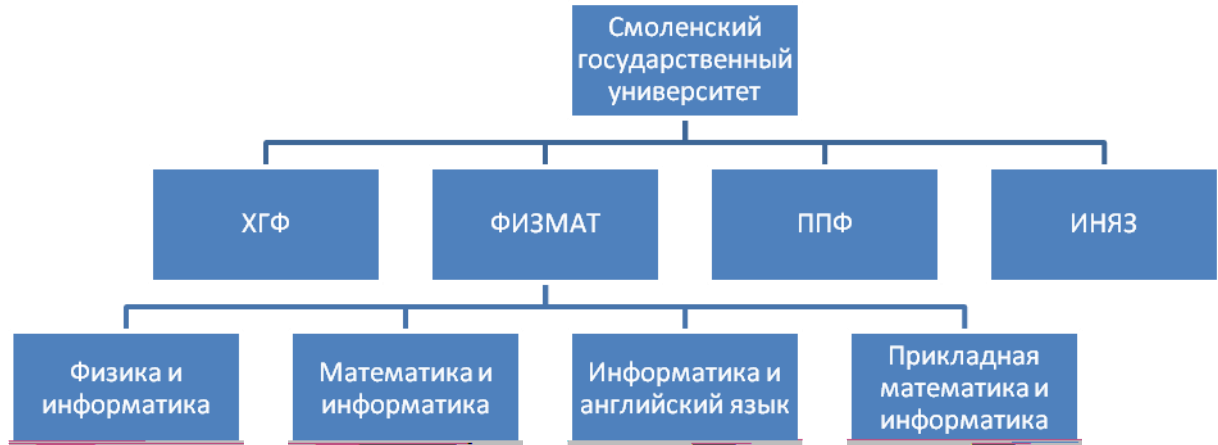 Смоленский
государственный
университет
ХГФ
ФИЗМАТ
ППФ
ИНЯЗ
Физика и
информатика
Математика и
информатика
Информатика и
английский язык
Прикладная
математика и
информатика